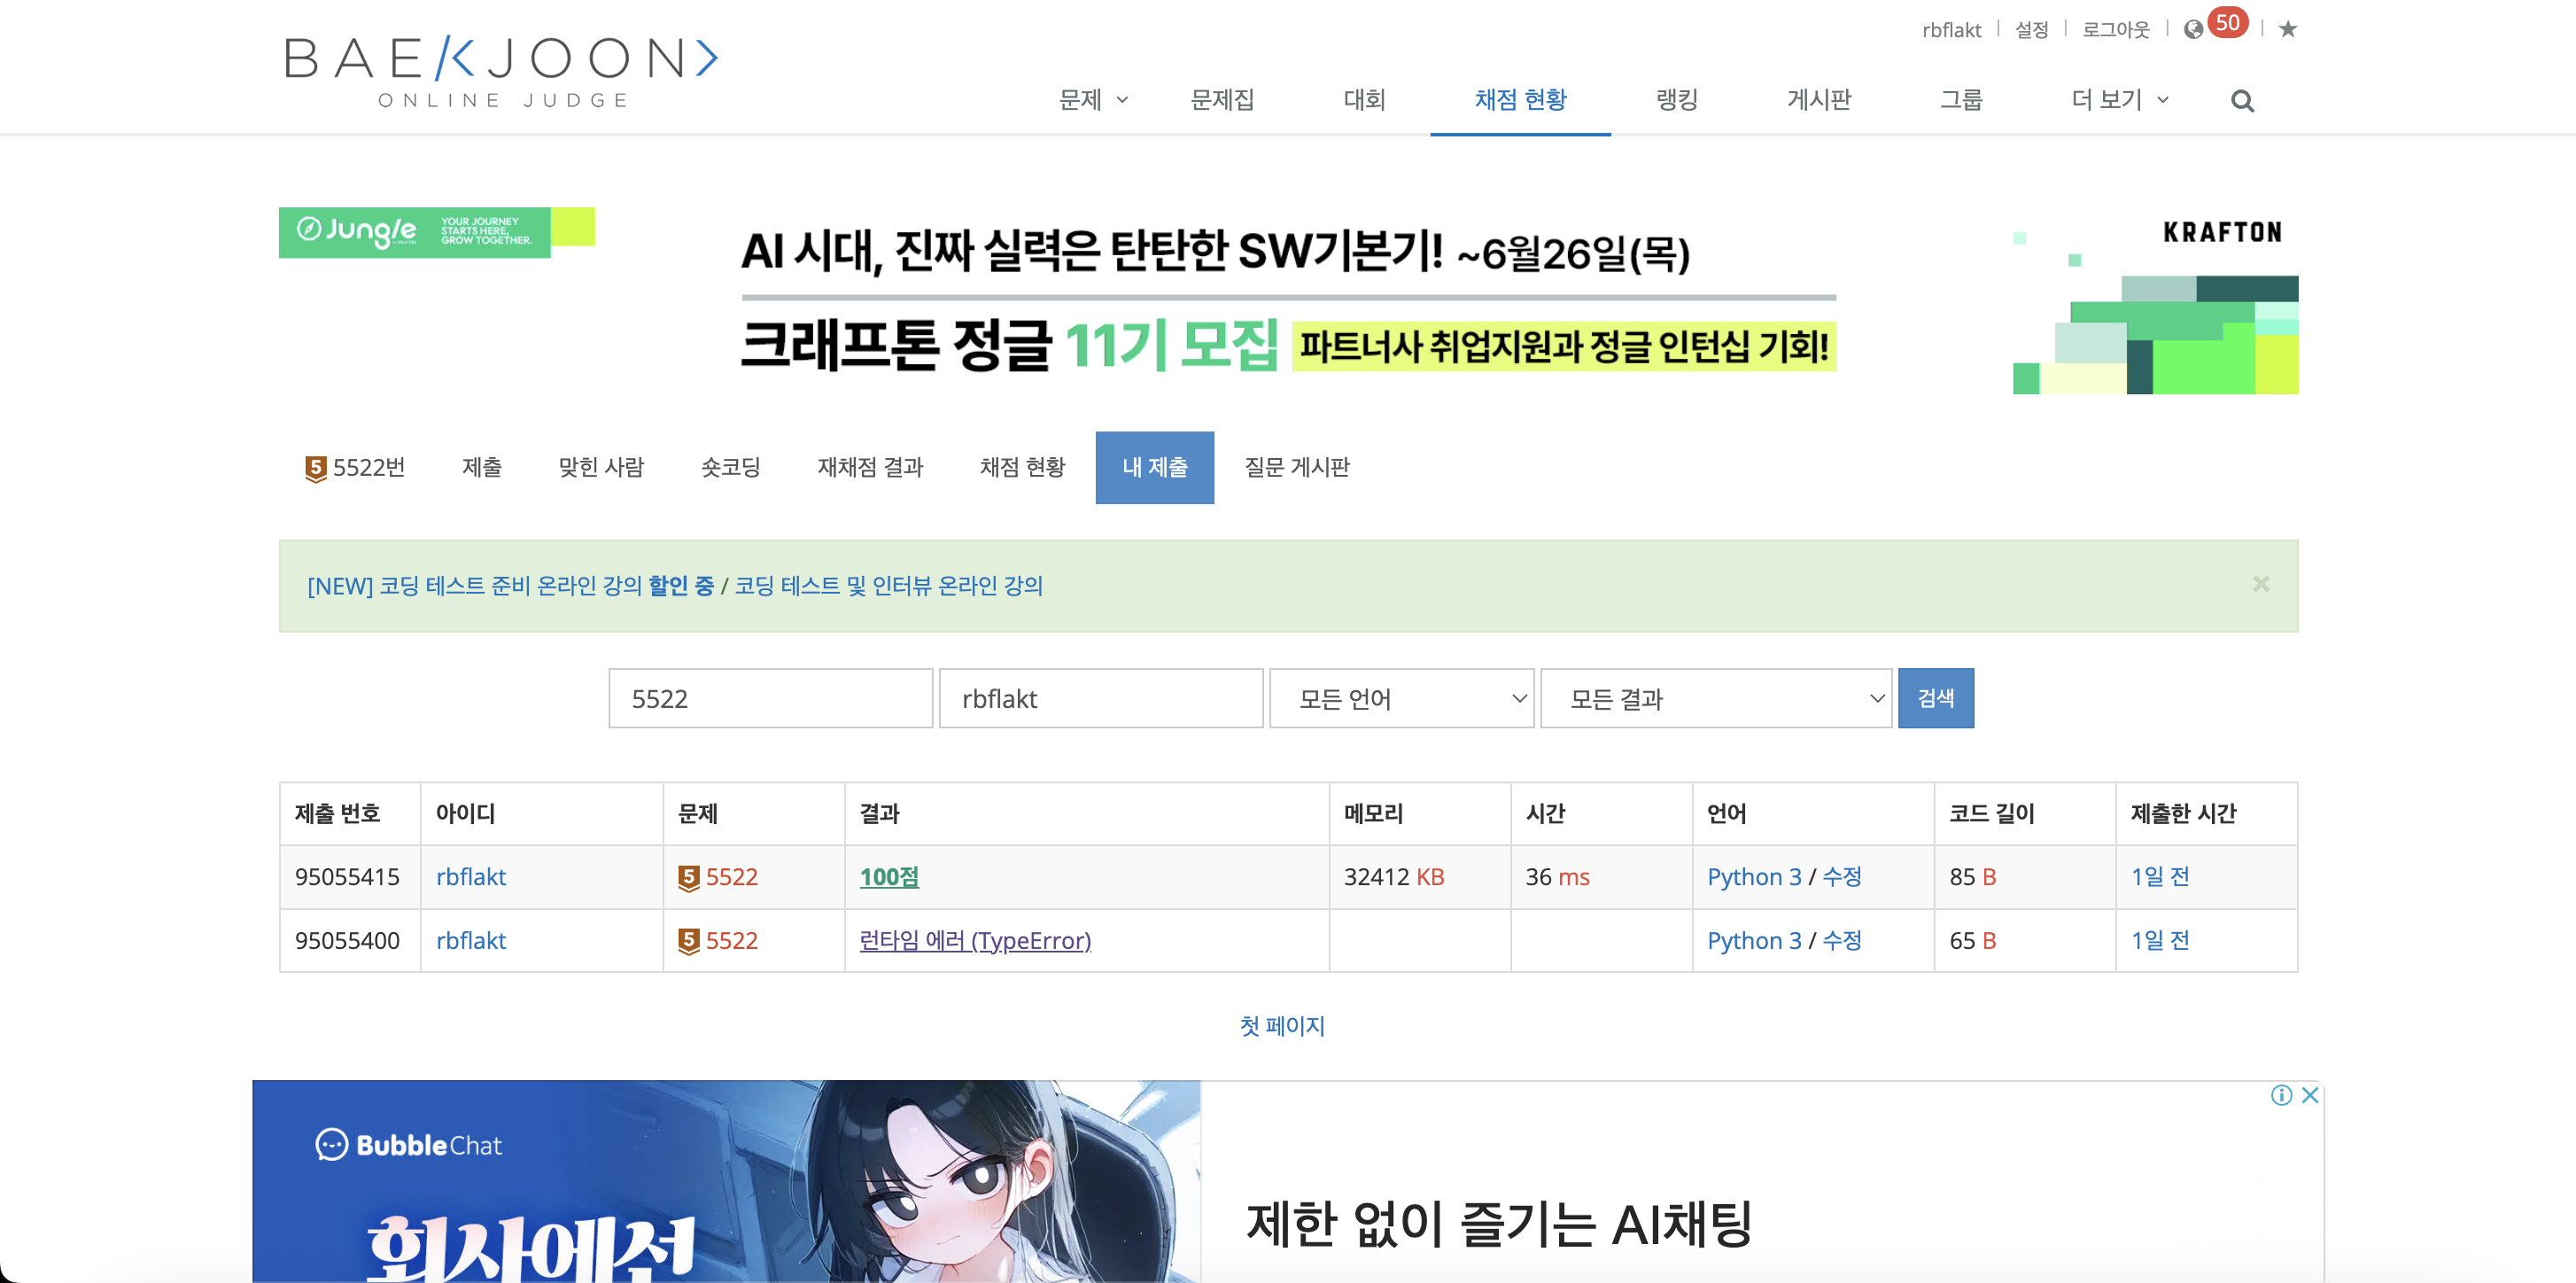 rbflakt 설정 로그아웃 50
BAEKJOON>
ONLINE JUDGE
문제 문제집 대회 채점 현황 랭킹 게시판 그룹 더 보기
Jungle YOUR JOURNEY STARTS HERE, GROW TOGETHER.
AI 시대, 진짜 실력은 탄탄한 SW기본기! ~6월26일(목)
KRAFTON
크래프톤 정글 11기 모집 파트너사 취업지원과 정글 인턴십 기회!
5 5522번 제출 맞힌 사람 숏코딩 재채점 결과 채점 현황 내 제출 질문 게시판
[NEW] 코딩 테스트 준비 온라인 강의 할인 중 / 코딩 테스트 및 인터뷰 온라인 강의 ×
5522 rbflakt 모든 언어 모든 결과 검색
제출 번호 아이디 문제 결과 메모리 시간 언어 코드 길이 제출한 시간
95055415 rbflakt 5 5522 100점 32412 KB 36 ms Python 3 / 수정 85 B 1일 전
95055400 rbflakt 5 5522 런타임 에러 (TypeError) Python 3 / 수정 65 B 1일 전
첫 페이지
BubbleChat
회사에선
제한 없이 즐기는 AI채팅